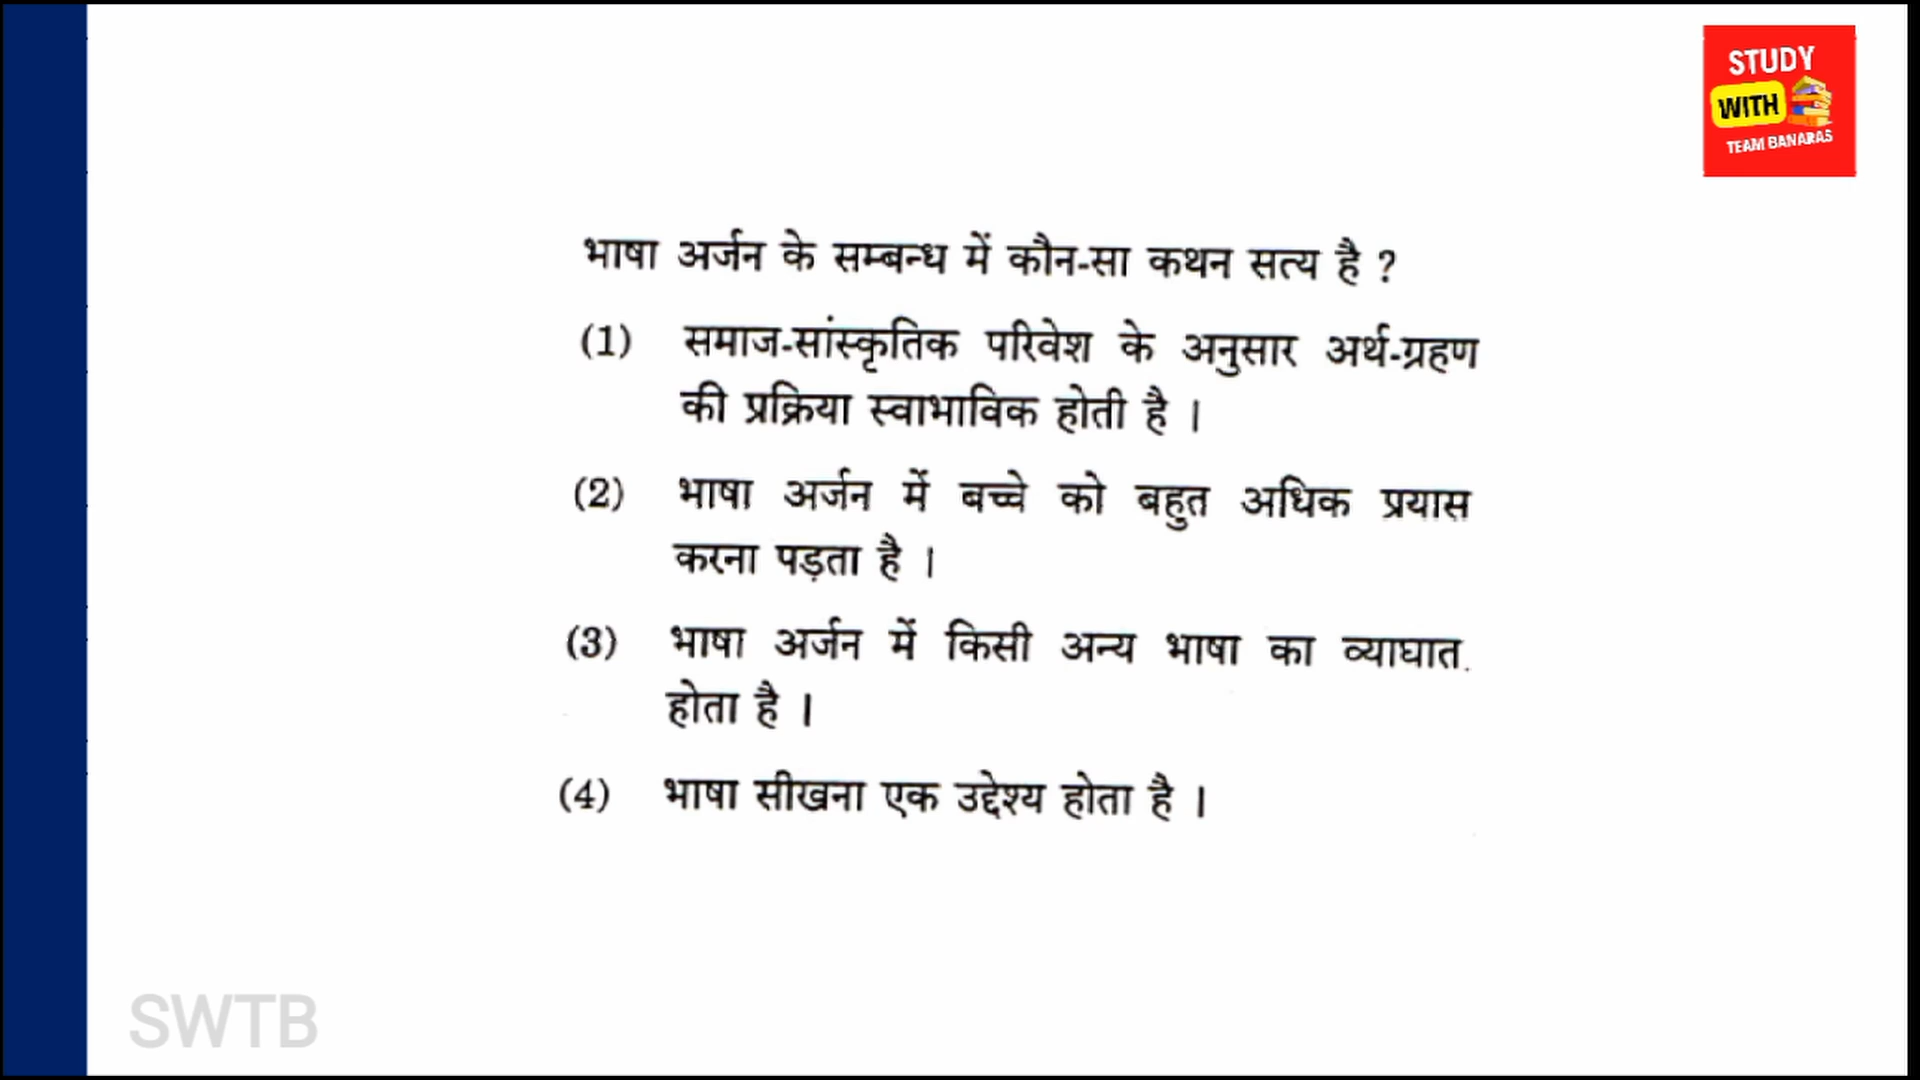 STUDY
WITH
TEAM BANARAS
भाषा अर्जन के सम्बन्ध में कौन-सा कथन सत्य है ?
(1) समाज-सांस्कृतिक परिवेश के अनुसार अर्थ-ग्रहण
की प्रक्रिया स्वाभाविक होती है ।
(2) भाषा अर्जन में बच्चे को बहुत अधिक प्रयास
करना पड़ता है ।
(3) भाषा अर्जन में किसी अन्य भाषा का व्याघात
होता है ।
(4) भाषा सीखना एक उद्देश्य होता है ।
SWTB